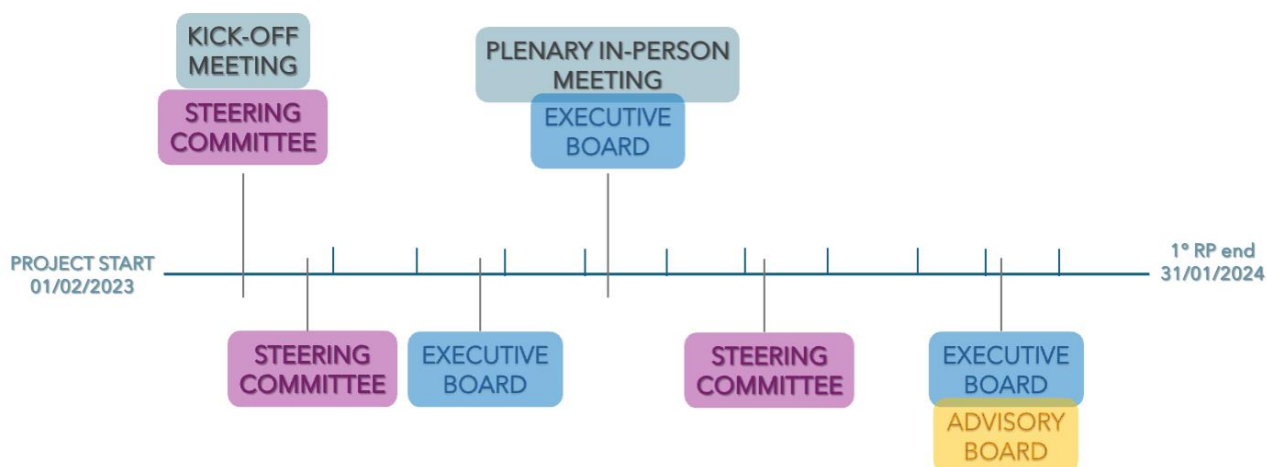 KICK-OFF
MEETING
STEERING
COMMITTEE
PLENARY IN-PERSON
MEETING
EXECUTIVE
BOARD
PROJECT START
01/02/2023
1° RP end
31/01/2024
STEERING
COMMITTEE
EXECUTIVE
BOARD
STEERING
COMMITTEE
EXECUTIVE
BOARD
ADVISORY
BOARD